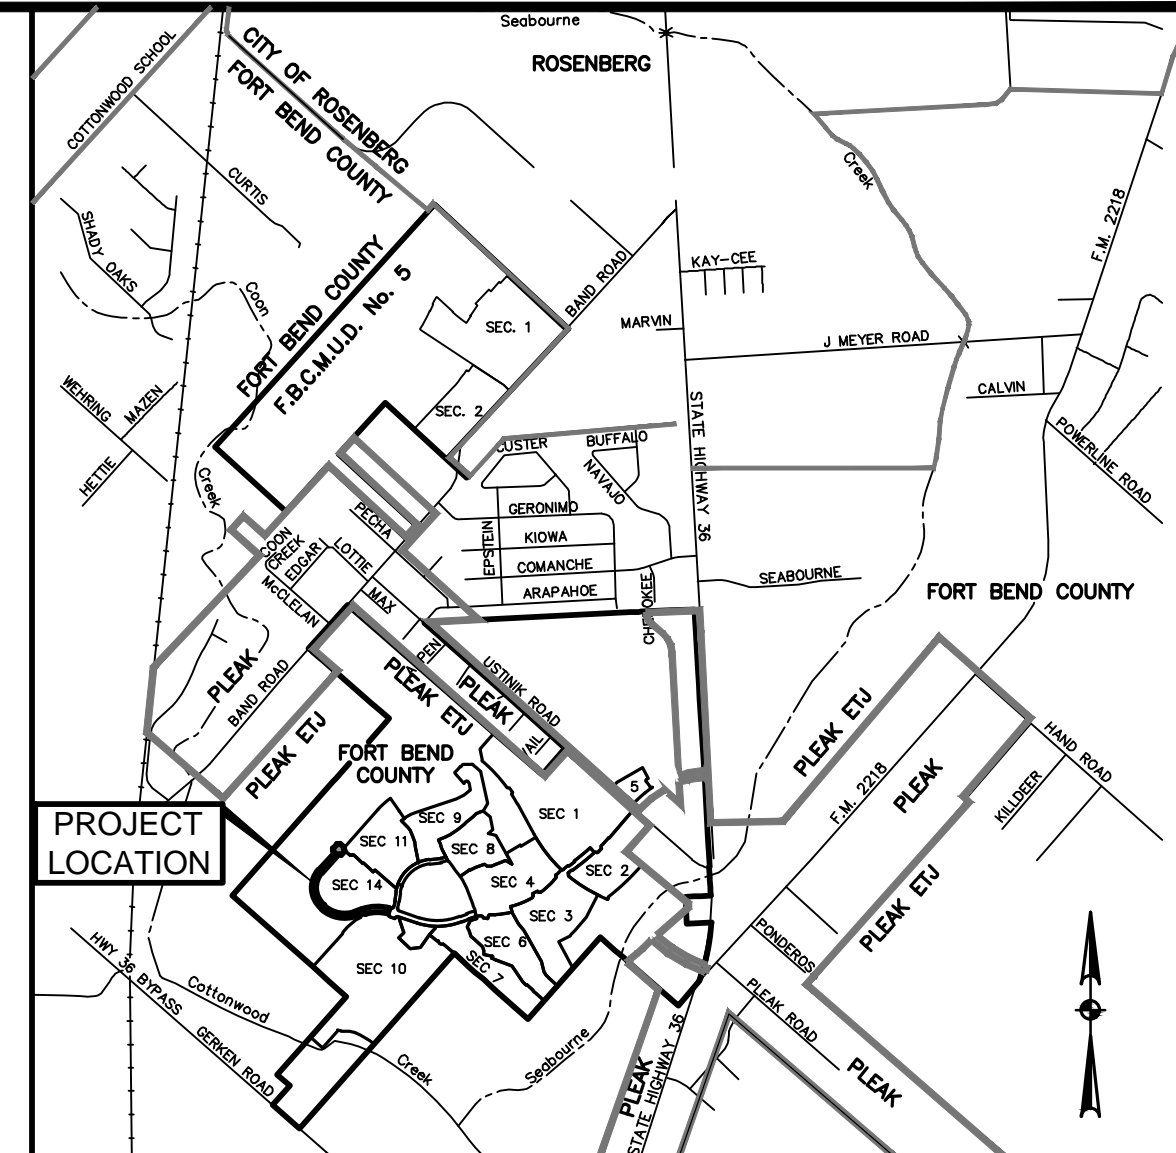 Seabourne
ROSENBERG
COTTONWOOD SCHOOL
CITY OF ROSENBERG
FORT BEND COUNTY
CURTIS
Creek
F.M. 2218
SHADY OAKS
Coon
FORT BEND COUNTY
F.B.C.M.U.D. No. 5
BAND ROAD
KAY-CEE
MARVIN
SEC. 1
J MEYER ROAD
CALVIN
WEHRING
MAZEN
HETTIE
SEC. 2
STATE HIGHWAY 36
POWERLINE ROAD
CUSTER
BUFFALO
NAVAJO
Creek
GERONIMO
EPSTEIN
KIOWA
COMANCHE
ARAPAHOE
CHEROKEE
SEABOURNE
FORT BEND COUNTY
PECHA
COON
CREEK
EDGAR
LOTTIE
McCLELAN
MAX
PEN
USTINIK ROAD
PLEAK
BAND ROAD
PLEAK ETJ
PLEAK
AIL
PLEAK ETJ
FORT BEND
COUNTY
PLEAK ETJ
F.M. 2218
PLEAK
HAND ROAD
KILLDEER
PLEAK ETJ
PROJECT
LOCATION
5
SEC 1
SEC 9
SEC 11
SEC 8
SEC 14
SEC 4
SEC 2
SEC 3
SEC 6
SEC 7
SEC 10
HWY 36 BYPASS
GERKEN ROAD
Cottonwood
Creek
Seabourne
PONDEROS
PLEAK ROAD
PLEAK
PLEAK
STATE HIGHWAY 36